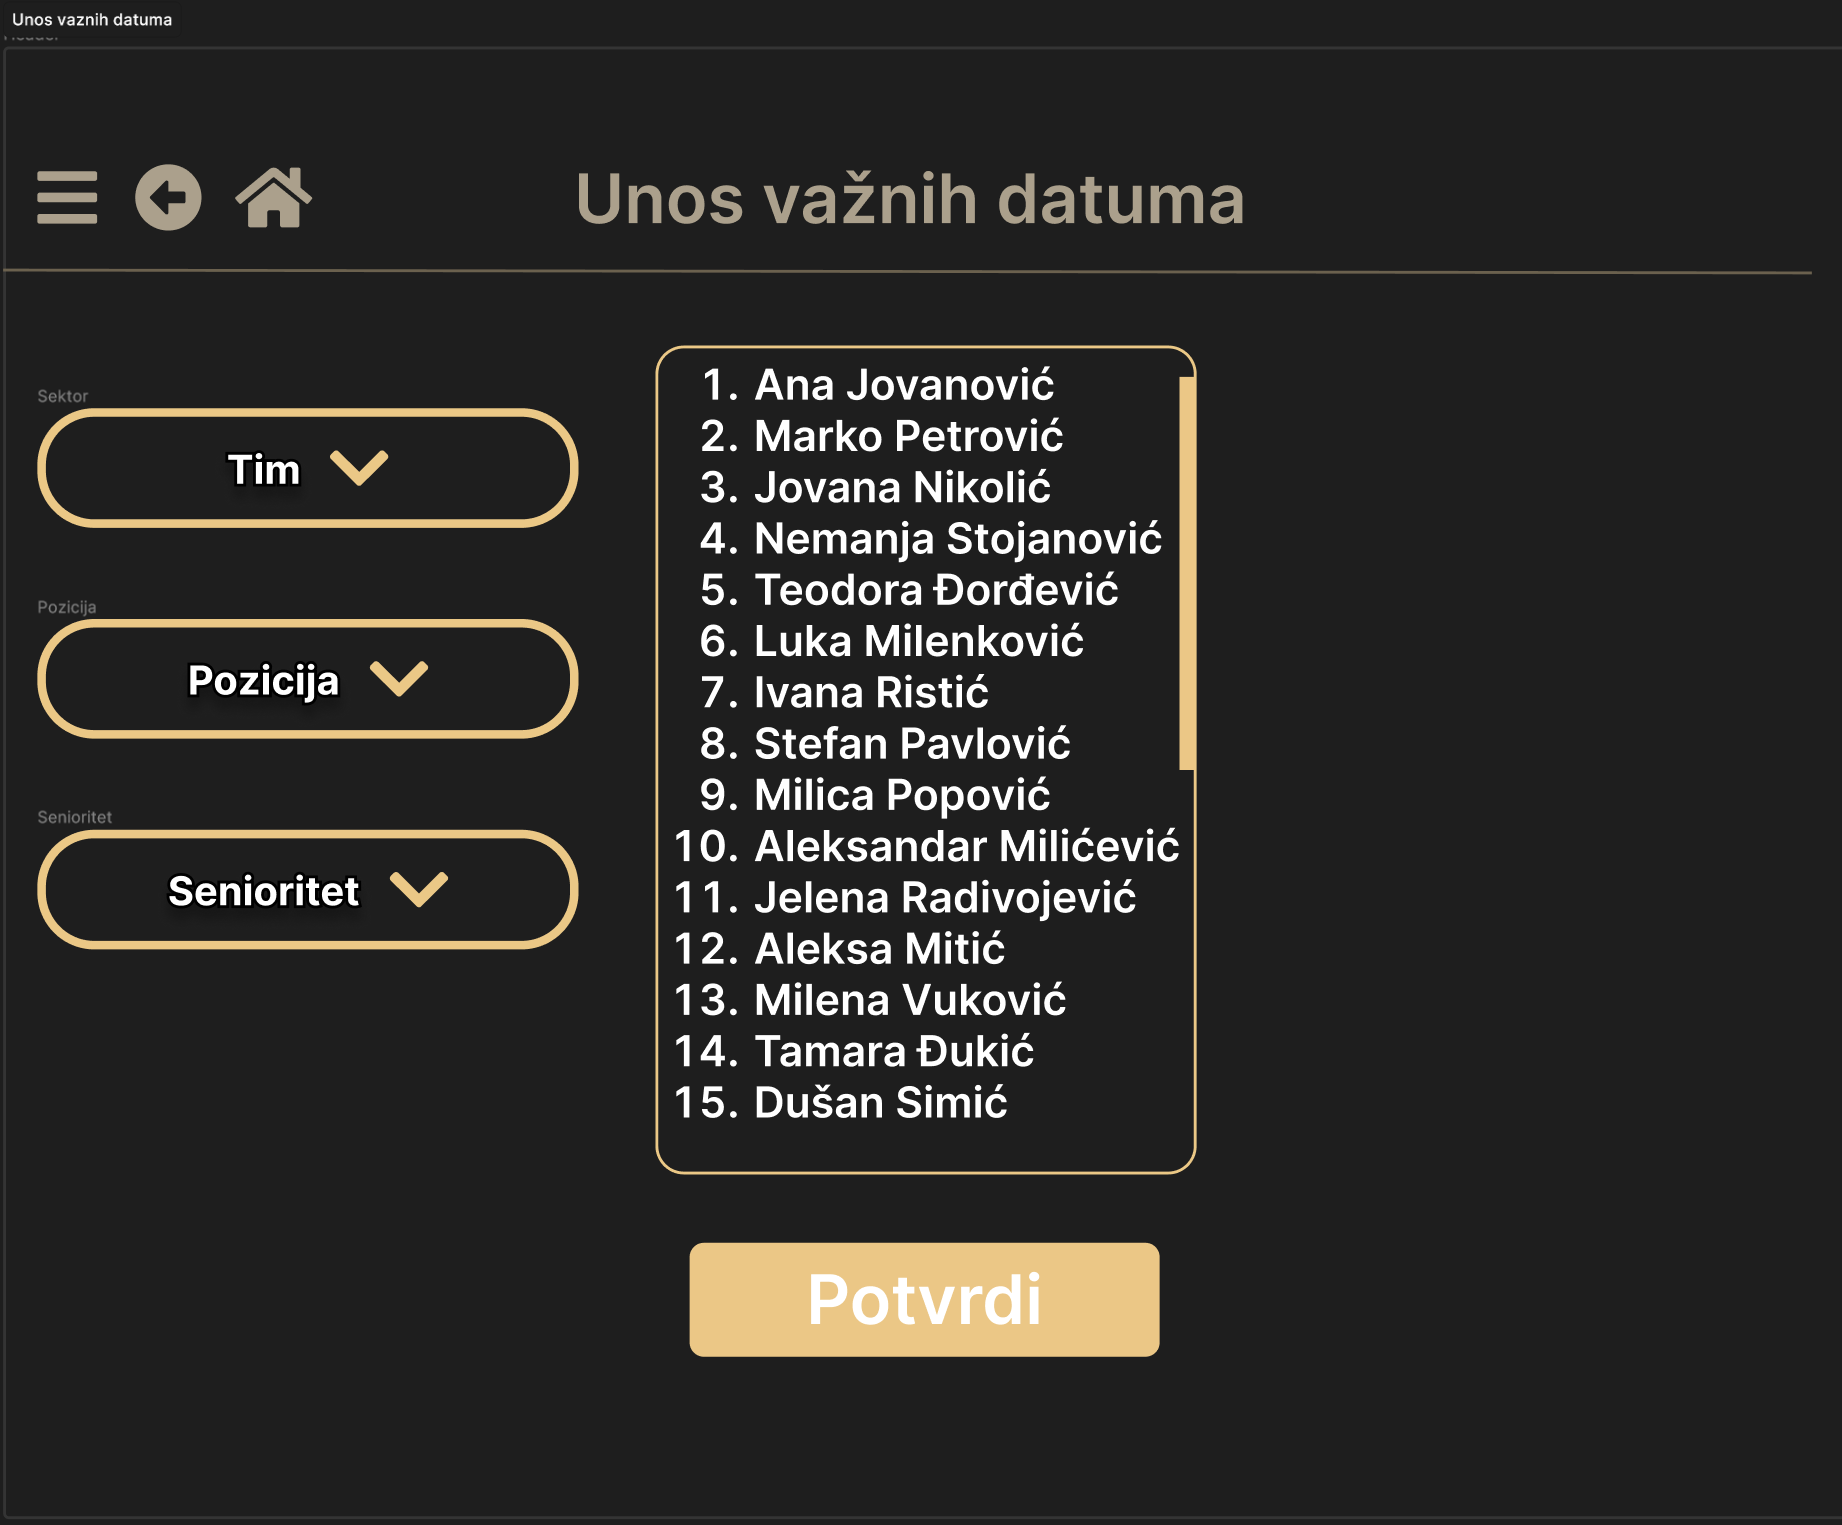 Unos vaznih datuma
Unos važnih datuma
Sektor
Tim
Pozicija
Pozicija
Senioritet
Senioritet
1. Ana Jovanović
2. Marko Petrović
3. Jovana Nikolić
4. Nemanja Stojanović
5. Teodora Đorđević
6. Luka Milenković
7. Ivana Ristić
8. Stefan Pavlović
9. Milica Popović
10. Aleksandar Milićević
11. Jelena Radivojević
12. Aleksa Mitić
13. Milena Vuković
14. Tamara Đukić
15. Dušan Simić
Potvrdi